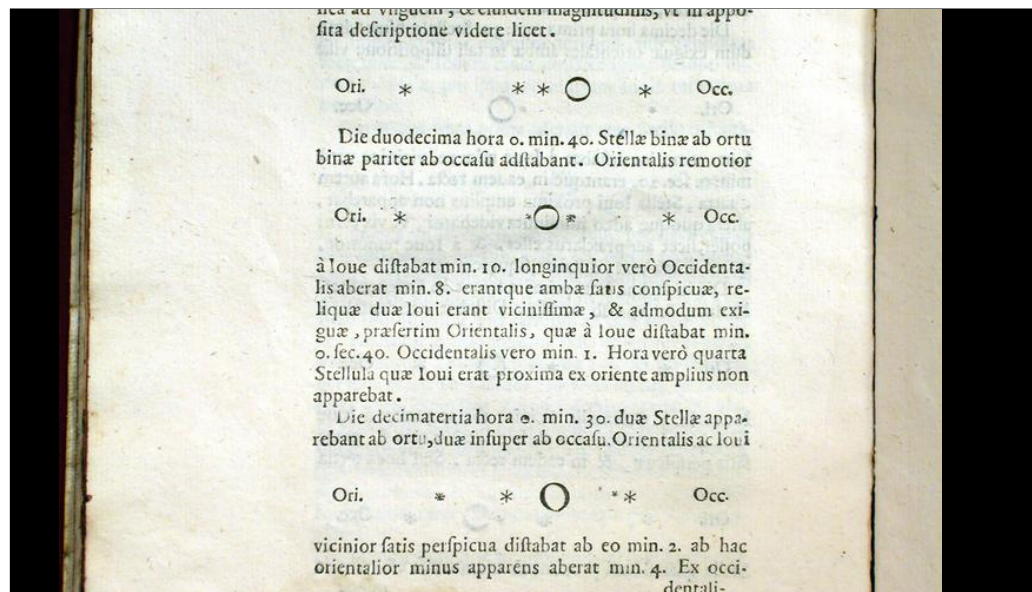 ſita deſcriptione videre licet.
Ori. * * * O * Occ.
Die duodecima hora 0. min. 40. Stellæ binæ ab ortu
binæ pariter ab occaſu adſtabant. Orientalis remotior
Ori. * * O * * Occ.
à Ioue diſtabat min. 10. longinquior verò Occidenta-
lis aberat min. 8. erantque ambæ ſatis conſpicuæ, re-
liquæ duæ Ioui erant viciniſſimæ, & admodum exi-
guæ, præſertim Orientalis, quæ à Ioue diſtabat min.
0. ſec. 40. Occidentalis vero min. 1. Hora verò quarta
Stellula quæ Ioui erat proxima ex oriente amplius non
apparebat.
Die decimatertia hora 0. min. 30. duæ Stellæ appa-
rebant ab ortu, duæ inſuper ab occaſu. Orientalis ac Ioui
Ori. * * O * * Occ.
vicinior ſatis perſpicua diſtabat ab eo min. 2. ab hac
orientalior minus apparens aberat min. 4. Ex occi-
dentali-